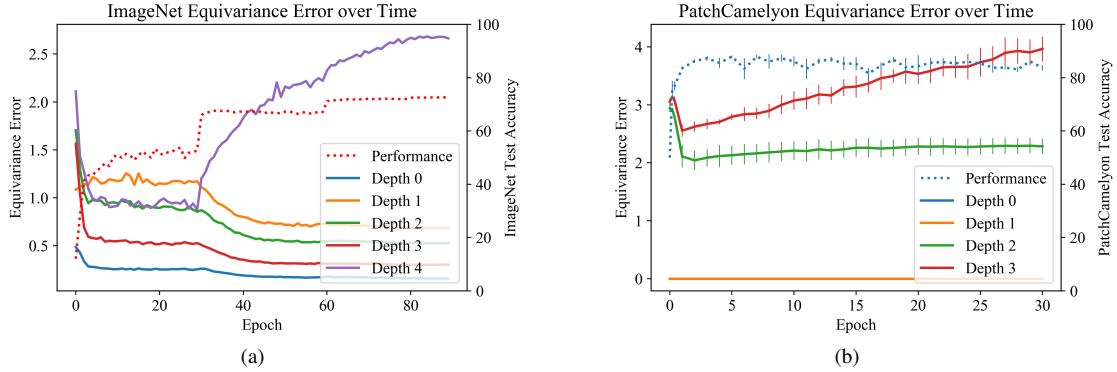 ImageNet Equivariance Error over Time
2.5
2.0
1.5
1.0
0.5
Equivariance Error
100
80
60
40
20
0
ImageNet Test Accuracy
Performance
Depth 0
Depth 1
Depth 2
Depth 3
Depth 4
0 20 40 60 80
Epoch
(a)
PatchCamelyon Equivariance Error over Time
4
3
2
1
0
Equivariance Error
100
80
60
40
20
0
PatchCamelyon Test Accuracy
Performance
Depth 0
Depth 1
Depth 2
Depth 3
0 5 10 15 20 25 30
Epoch
(b)